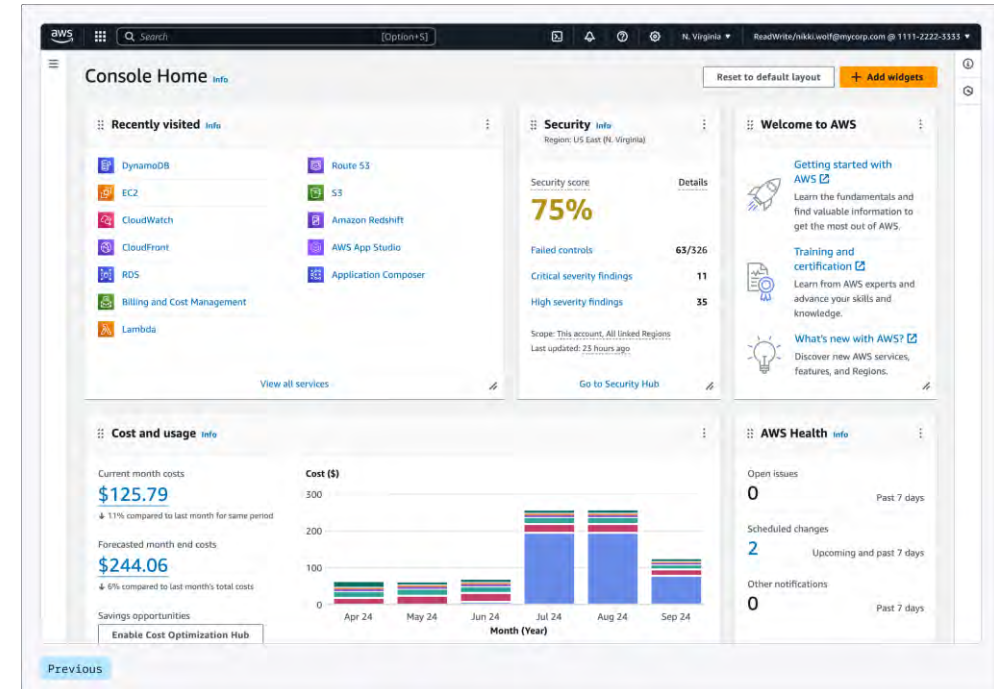 aws Search [Option+S] N. Virginia ▼ ReadWrite/nikki.wolf@mycorp.com @ 1111-2222-3333 ▼
Console Home Info
Reset to default layout
+ Add widgets
Recently visited Info
DynamoDB
EC2
CloudWatch
CloudFront
RDS
Billing and Cost Management
Lambda
Route 53
S3
Amazon Redshift
AWS App Studio
Application Composer
View all services
Security Info
Region: US East (N. Virginia)
Security score Details
75%
Failed controls 63/326
Critical severity findings 11
High severity findings 35
Scope: This account, All linked Regions
Last updated: 23 hours ago
Go to Security Hub
Welcome to AWS
Getting started with
AWS
Learn the fundamentals and
find valuable information to
get the most out of AWS.
Training and
certification
Learn from AWS experts and
advance your skills and
knowledge.
What's new with AWS?
Discover new AWS services,
features, and Regions.
Cost and usage Info
Current month costs
$125.79
↓ 11% compared to last month for same period
Forecasted month end costs
$244.06
↓ 6% compared to last month's total costs
Savings opportunities
Enable Cost Optimization Hub
Cost ($)
300
200
100
0
Apr 24 May 24 Jun 24 Jul 24 Aug 24 Sep 24
Month (Year)
AWS Health Info
Open issues
0 Past 7 days
Scheduled changes
2 Upcoming and past 7 days
Other notifications
0 Past 7 days
Previous